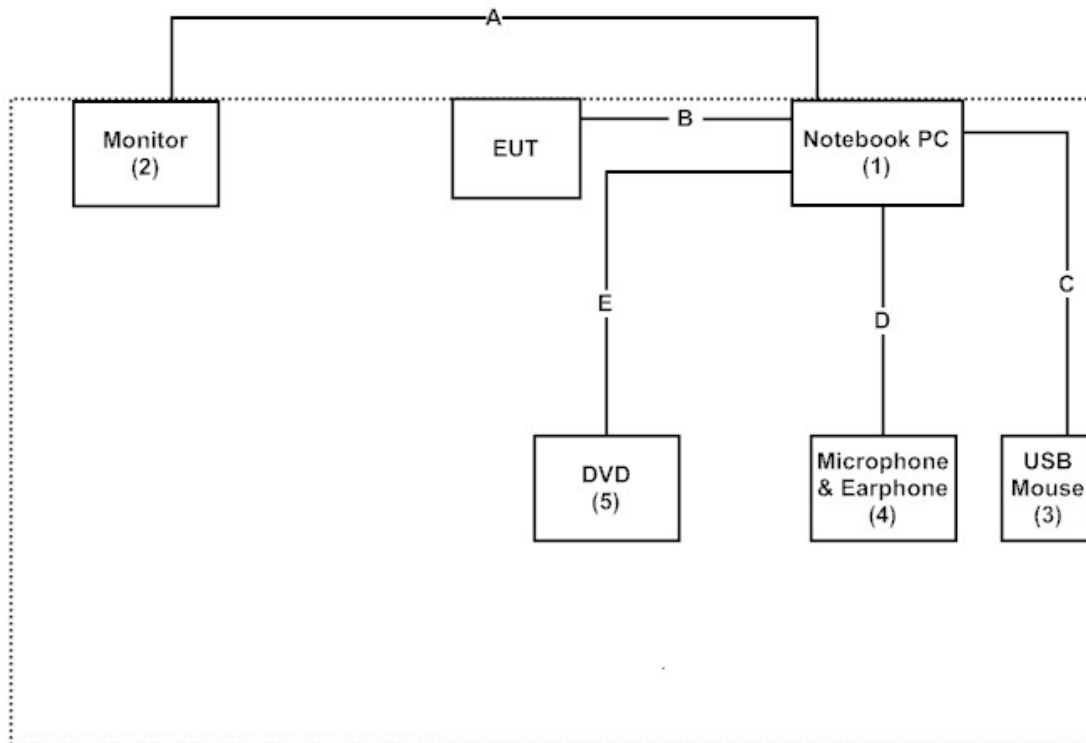 A
Monitor
(2)
EUT
B
Notebook PC
(1)
E
D
C
DVD
(5)
Microphone
& Earphone
(4)
USB
Mouse
(3)